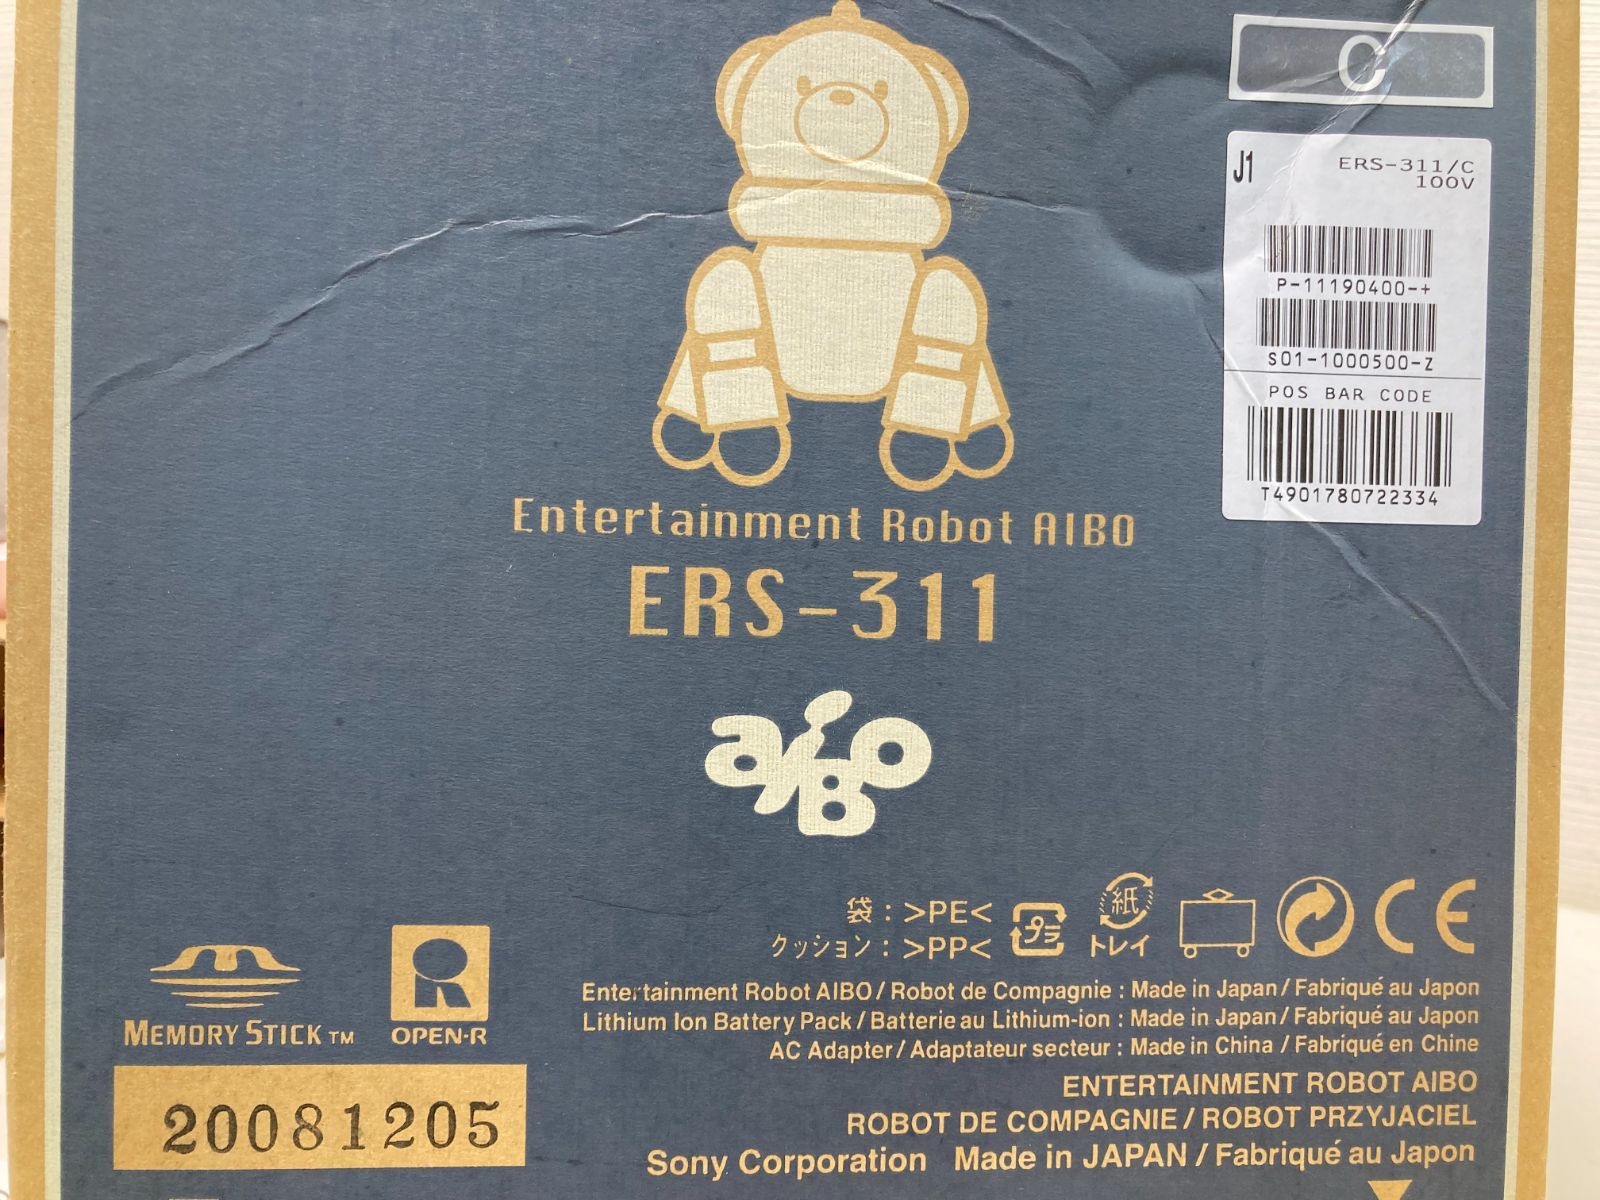 C
J1
ERS-311/C
100V
P-11190400-+
S01-1000500-Z
POS BAR CODE
T4901780722334
Entertainment Robot AIBO
ERS-311
aiBo
袋 : >PE<
クッション : >PP<
プラ
紙
トレイ
CE
MEMORY STICK TM
R
OPEN·R
Entertainment Robot AIBO / Robot de Compagnie : Made in Japan / Fabriqué au Japon
Lithium Ion Battery Pack / Batterie au Lithium-ion : Made in Japan / Fabriqué au Japon
AC Adapter / Adaptateur secteur : Made in China / Fabriqué en Chine
ENTERTAINMENT ROBOT AIBO
ROBOT DE COMPAGNIE / ROBOT PRZYJACIEL
Sony Corporation Made in JAPAN / Fabriqué au Japon
20081205